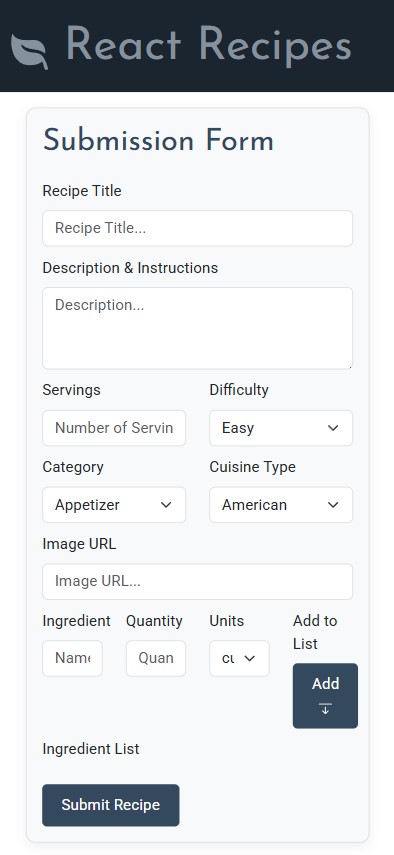 React Recipes
Submission Form
Recipe Title
Recipe Title...
Description & Instructions
Description...
Servings Difficulty
Number of Servin Easy
Category Cuisine Type
Appetizer American
Image URL
Image URL...
Ingredient Quantity Units Add to
List
Name Quan cu Add
Ingredient List
Submit Recipe